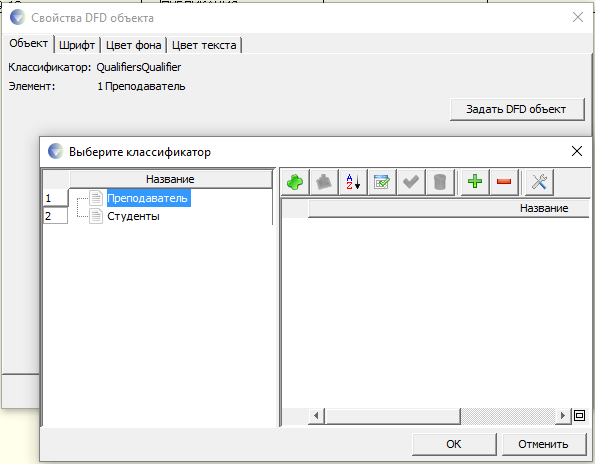 Свойства DFD объекта
Объект Шрифт Цвет фона Цвет текста
Классификатор: QualifiersQualifier
Элемент: 1 Преподаватель
Задать DFD объект
Выберите классификатор
Название
1 Преподаватель
2 Студенты
A Z
Название
OK Отменить